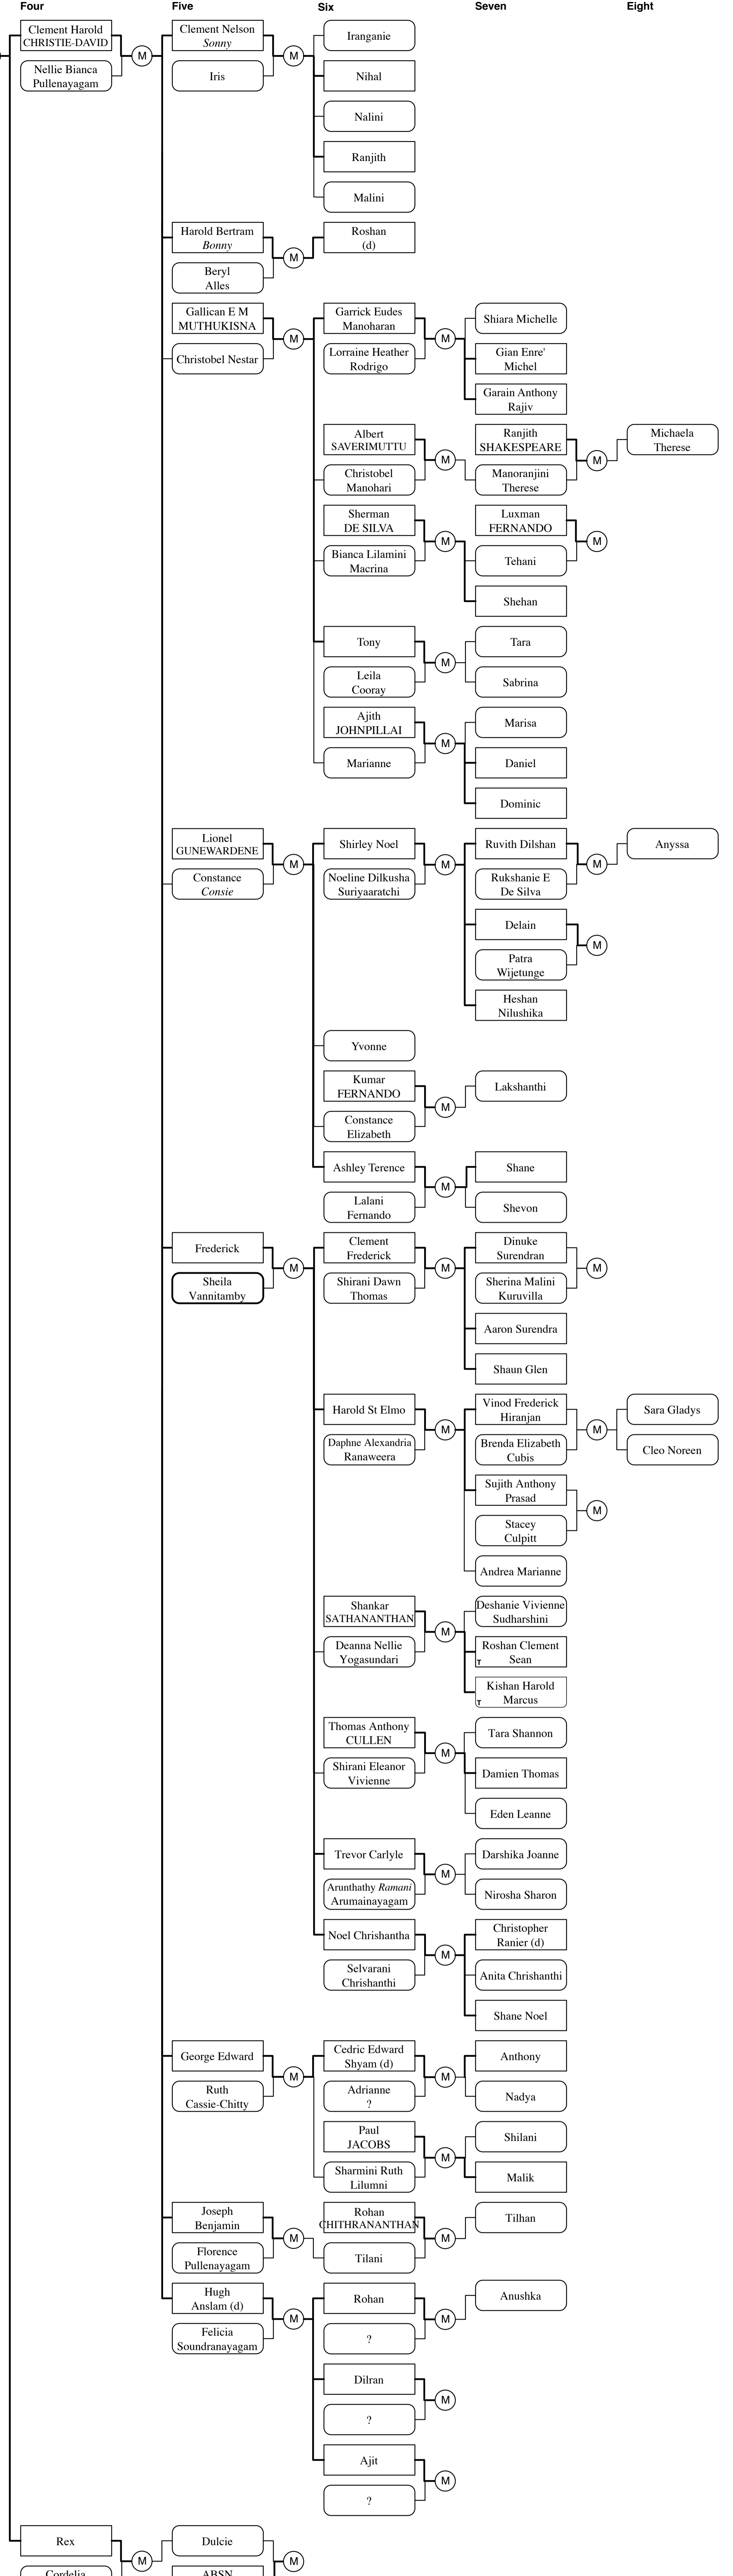 Four
Five
Six
Seven
Eight
Clement Harold
CHRISTIE-DAVID
M
Nellie Bianca
Pullenayagam
Clement Nelson
Sonny
M
Iris
Iranganie
Nihal
Nalini
Ranjith
Malini
Harold Bertram
Bonny
M
Beryl
Alles
Roshan
(d)
Gallican E M
MUTHUKISNA
M
Christobel Nestar
Garrick Eudes
Manoharan
M
Lorraine Heather
Rodrigo
Shiara Michelle
Gian Enre'
Michel
Garain Anthony
Rajiv
Albert
SAVERIMUTTU
M
Christobel
Manohari
Ranjith
SHAKESPEARE
M
Manoranjini
Therese
Michaela
Therese
Sherman
DE SILVA
M
Bianca Lilamini
Macrina
Luxman
FERNANDO
M
Tehani
Shehan
Tony
M
Leila
Cooray
Tara
Sabrina
Ajith
JOHNPILLAI
M
Marianne
Marisa
Daniel
Dominic
Lionel
GUNEWARDENE
M
Constance
Consie
Shirley Noel
M
Noeline Dilkusha
Suriyaaratchi
Ruvith Dilshan
M
Rukshanie E
De Silva
Anyssa
Delain
M
Patra
Wijetunge
Heshan
Nilushika
Yvonne
Kumar
FERNANDO
M
Constance
Elizabeth
Lakshanthi
Ashley Terence
M
Lalani
Fernando
Shane
Shevon
Frederick
M
Sheila
Vannitamby
Clement
Frederick
M
Shirani Dawn
Thomas
Dinuke
Surendran
M
Sherina Malini
Kuruvilla
Aaron Surendra
Shaun Glen
Harold St Elmo
M
Daphne Alexandria
Ranaweera
Vinod Frederick
Hiranjan
M
Brenda Elizabeth
Cubis
Sara Gladys
Cleo Noreen
Sujith Anthony
Prasad
M
Stacey
Culpitt
Andrea Marianne
Shankar
SATHANANTHAN
M
Deanna Nellie
Yogasundari
Deshanie Vivienne
Sudharshini
Roshan Clement
T Sean
Kishan Harold
T Marcus
Thomas Anthony
CULLEN
M
Shirani Eleanor
Vivienne
Tara Shannon
Damien Thomas
Eden Leanne
Trevor Carlyle
M
Arunthathy Ramani
Arumainayagam
Darshika Joanne
Nirosha Sharon
Noel Chrishantha
M
Selvarani
Chrishanthi
Christopher
Ranier (d)
Anita Chrishanthi
Shane Noel
George Edward
M
Ruth
Cassie-Chitty
Cedric Edward
Shyam (d)
M
Adrianne
?
Anthony
Nadya
Paul
JACOBS
M
Sharmini Ruth
Lilumni
Shilani
Malik
Joseph
Benjamin
M
Florence
Pullenayagam
Rohan
CHITHRANANTHAN
M
Tilani
Tilhan
Hugh
Anslam (d)
M
Felicia
Soundranayagam
Rohan
M
?
Anushka
Dilran
M
?
Ajit
M
?
Rex
M
Cordelia
Dulcie
M
ABSN